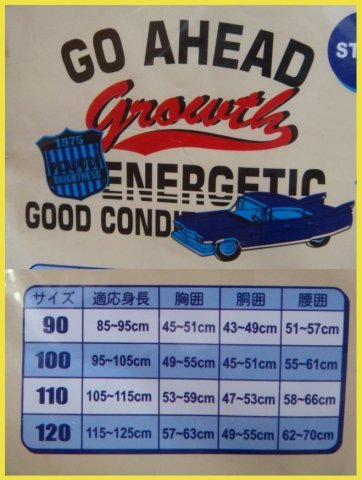 GO AHEAD
ST
Growth
1975
BRIGHTNESS
ENERGETIC
GOOD COND
サイズ 適応身長 胸囲 胴囲 腰囲
90 85~95cm 45~51cm 43~49cm 51~57cm
100 95~105cm 49~55cm 45~51cm 55~61cm
110 105~115cm 53~59cm 47~53cm 58~66cm
120 115~125cm 57~63cm 49~55cm 62~70cm